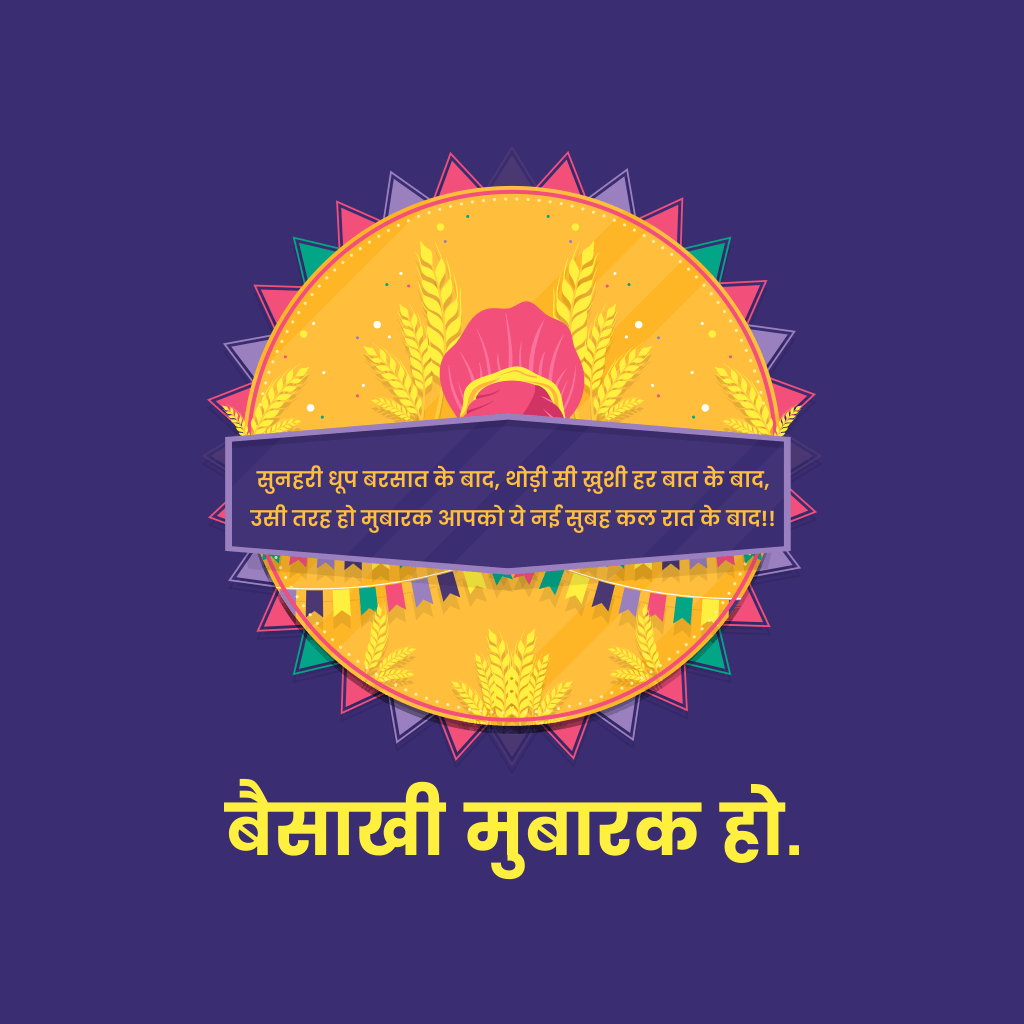 सुनहरी धूप बरसात के बाद, थोड़ी सी ख़ुशी हर बात के बाद,
उसी तरह हो मुबारक आपको ये नई सुबह कल रात के बाद!!
बैसाखी मुबारक हो.